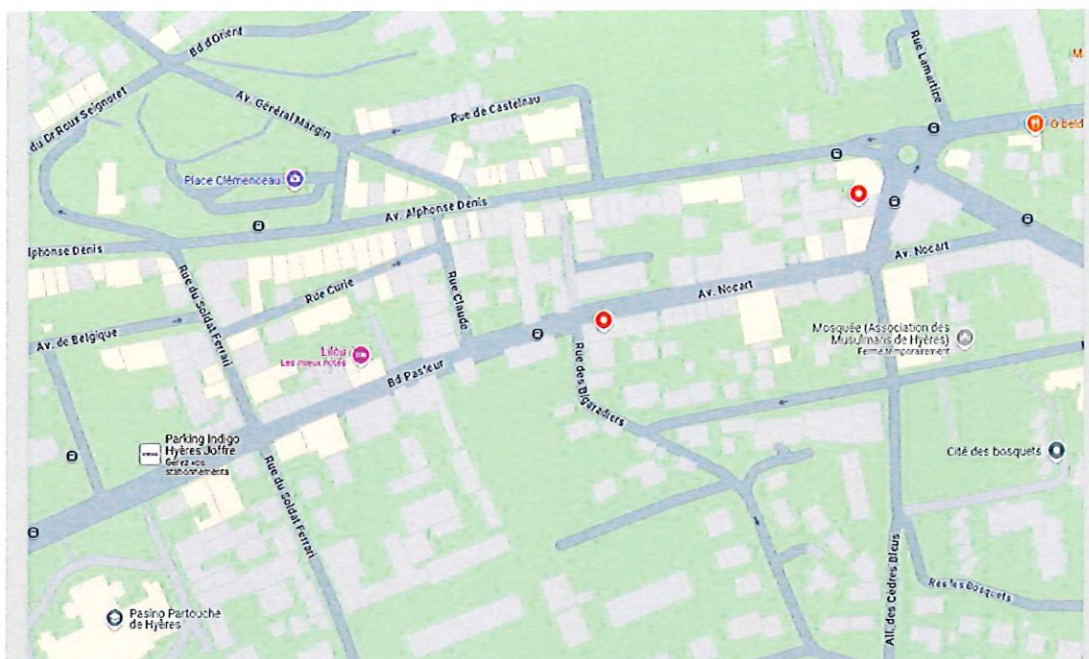 Bd d'Orient
Rue Lamartine
du Dr Roux Seignoret
Av. Général Mangin
Rue de Castelnau
Place Clémenceau
Av. Alphonse Denis
lphonse Denis
Rue du Soldat Ferrari
Rue Curie
Rue Claude
Av. Nocart
Av. Nocart
Av. de Belgique
Lilou
Les mieux notés
Bd Pasteur
Mosquée (Association des
Musulmans de Hyères)
Fermé temporairement
Rue des Bigaradiers
Parking Indigo
Hyères Joffre
Gérez vos
stationnements
Cité des bosquets
Rue du Soldat Ferrari
All. des Cèdres Bleus
Rés les Bosquets
Pasino Partouche
de Hyères